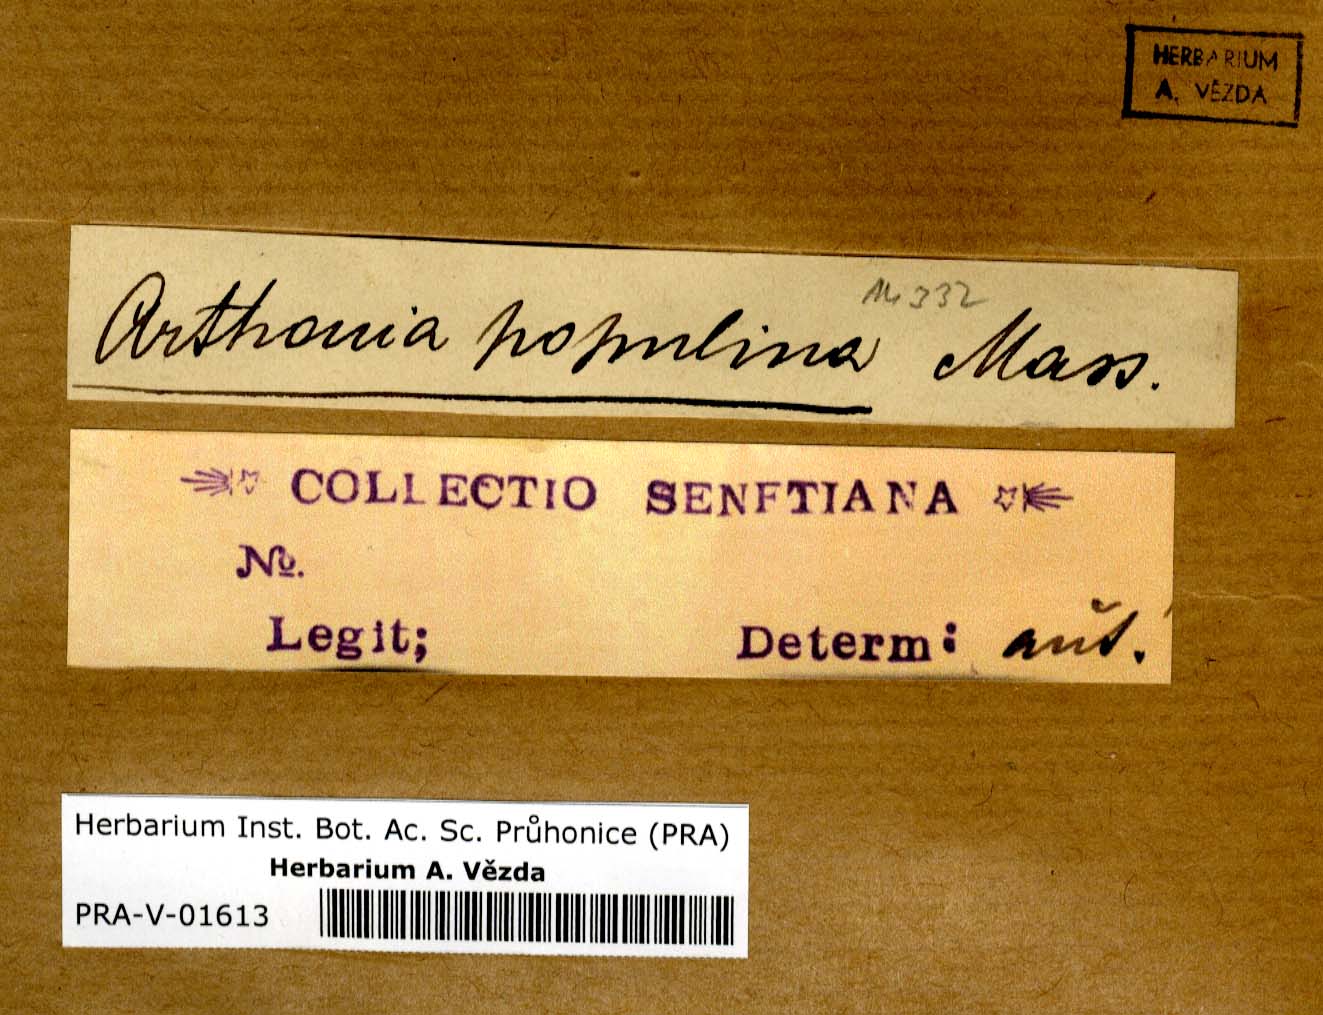 HERBARIUM
A. VĚZDA
14332
Arthonia populina Mass.
COLLECTIO SENFTIANA
No.
Legit; Determ:
Herbarium Inst. Bot. Ac. Sc. Průhonice (PRA)
Herbarium A. Vězda
PRA-V-01613